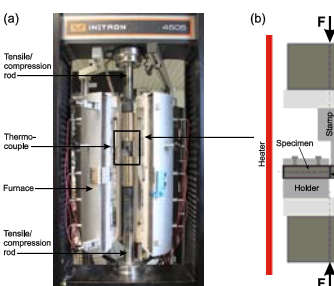 (a)
INSTRON
4505
Tensile/
compression
rod
Thermo-
couple
Furnace
Tensile/
compression
rod
(b)
F
Heater
Stamp
Specimen
Holder
F